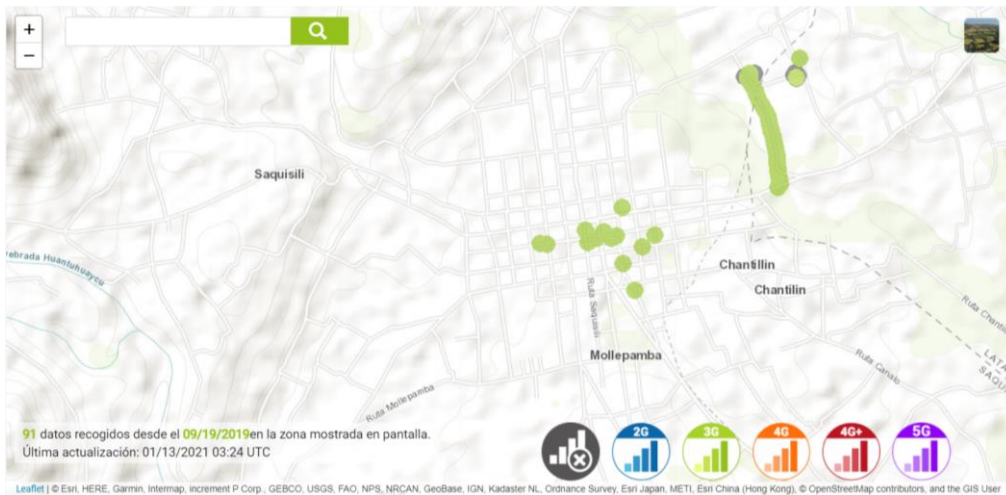 +
−
Saquisili
ebrada Huantuhuaycu
Chantillin
Chantilin
Ruta Saquisili
Mollepamba
Ruta Chanti
Ruta Canalo
LATA
SAQU
Ruta Mollepamba
91 datos recogidos desde el 09/19/2019en la zona mostrada en pantalla.
Última actualización: 01/13/2021 03:24 UTC
2G
3G
4G
4G+
5G
Leaflet | © Esri, HERE, Garmin, Intermap, increment P Corp., GEBCO, USGS, FAO, NPS, NRCAN, GeoBase, IGN, Kadaster NL, Ordnance Survey, Esri Japan, METI, Esri China (Hong Kong), © OpenStreetMap contributors, and the GIS User